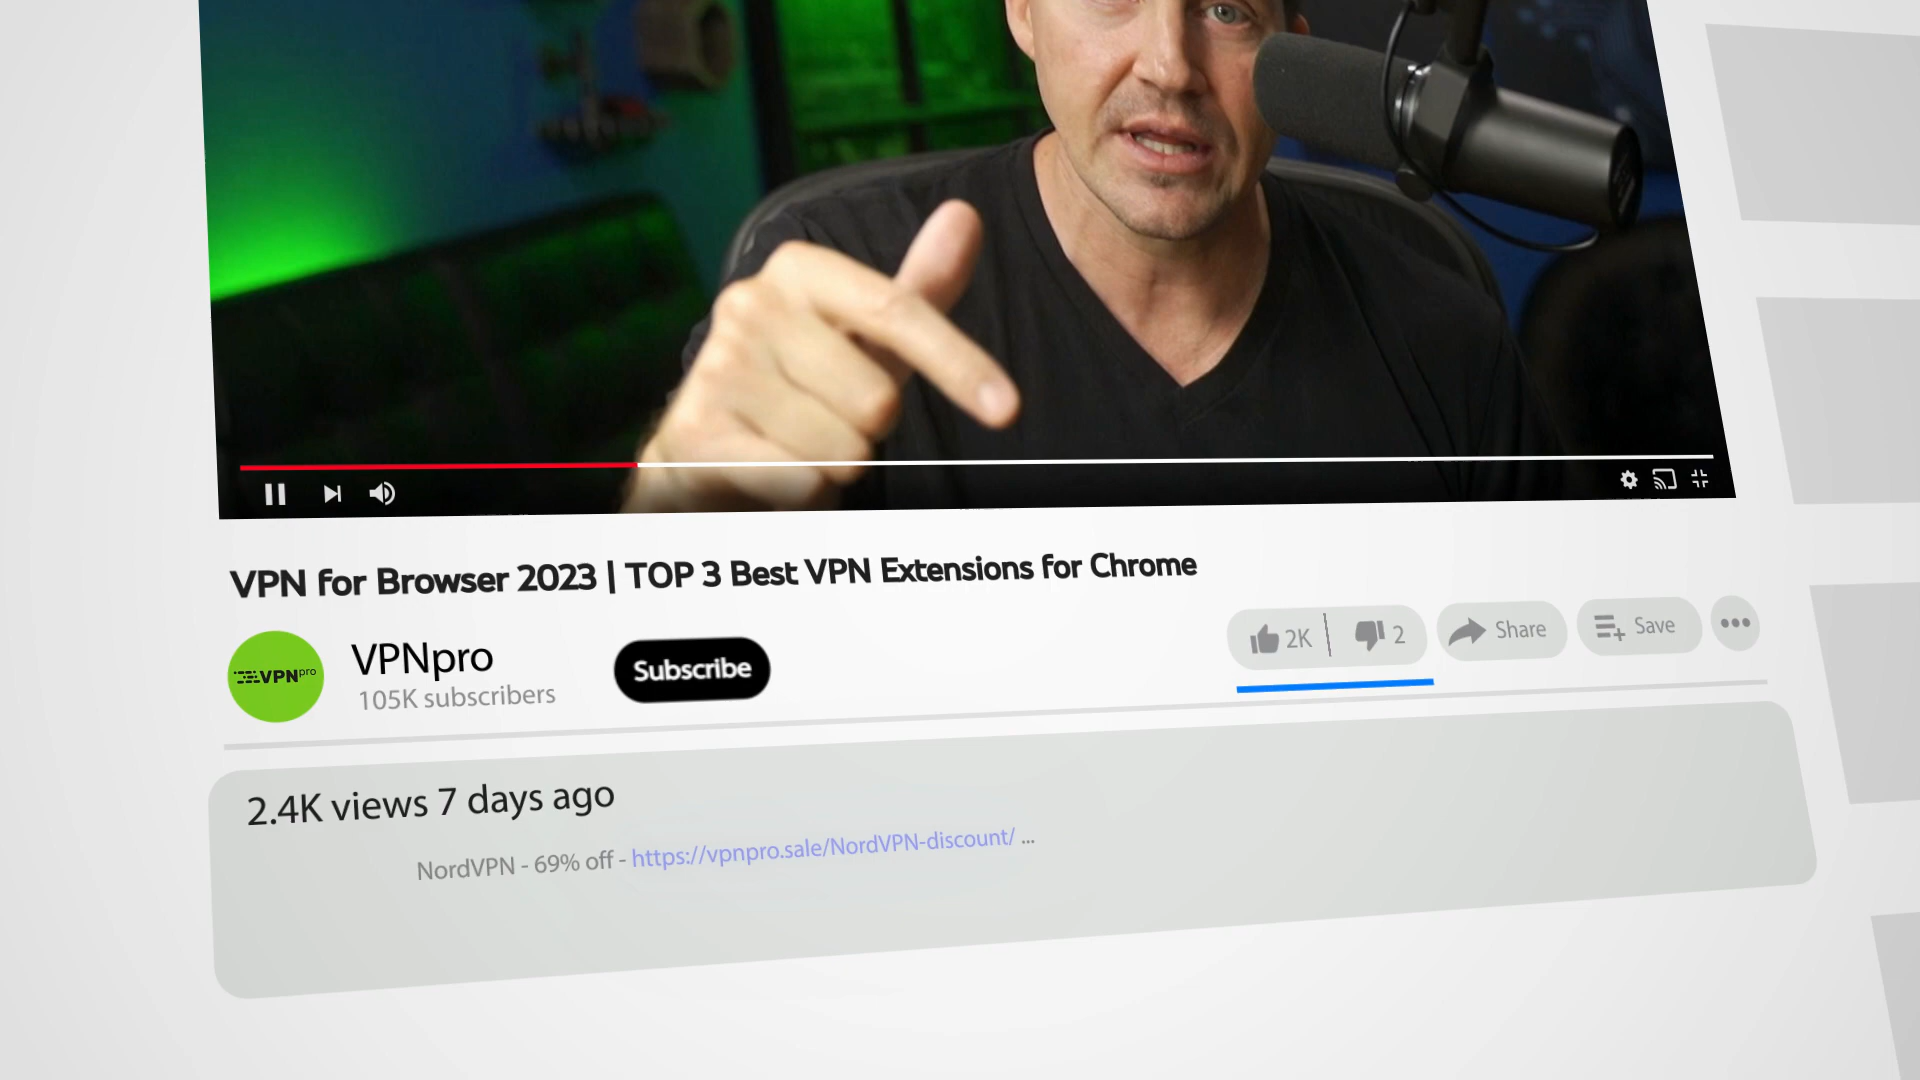 VPN for Browser 2023 | TOP 3 Best VPN Extensions for Chrome
VPNpro
VPNpro
105K subscribers
Subscribe
2K
2
Share
Save
2.4K views 7 days ago
NordVPN - 69% off - https://vpnpro.sale/NordVPN-discount/ ...